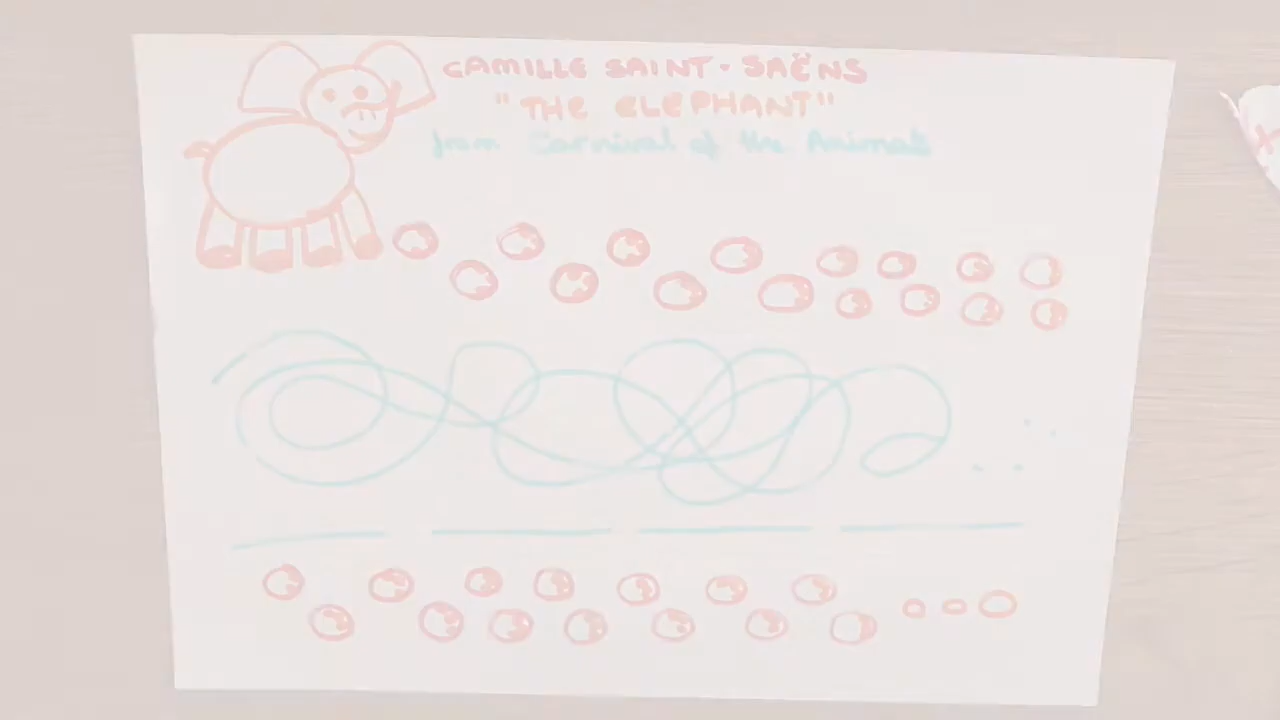 CAMILLE SAINT-SAËNS
"THE ELEPHANT"
from Carnival of the Animals